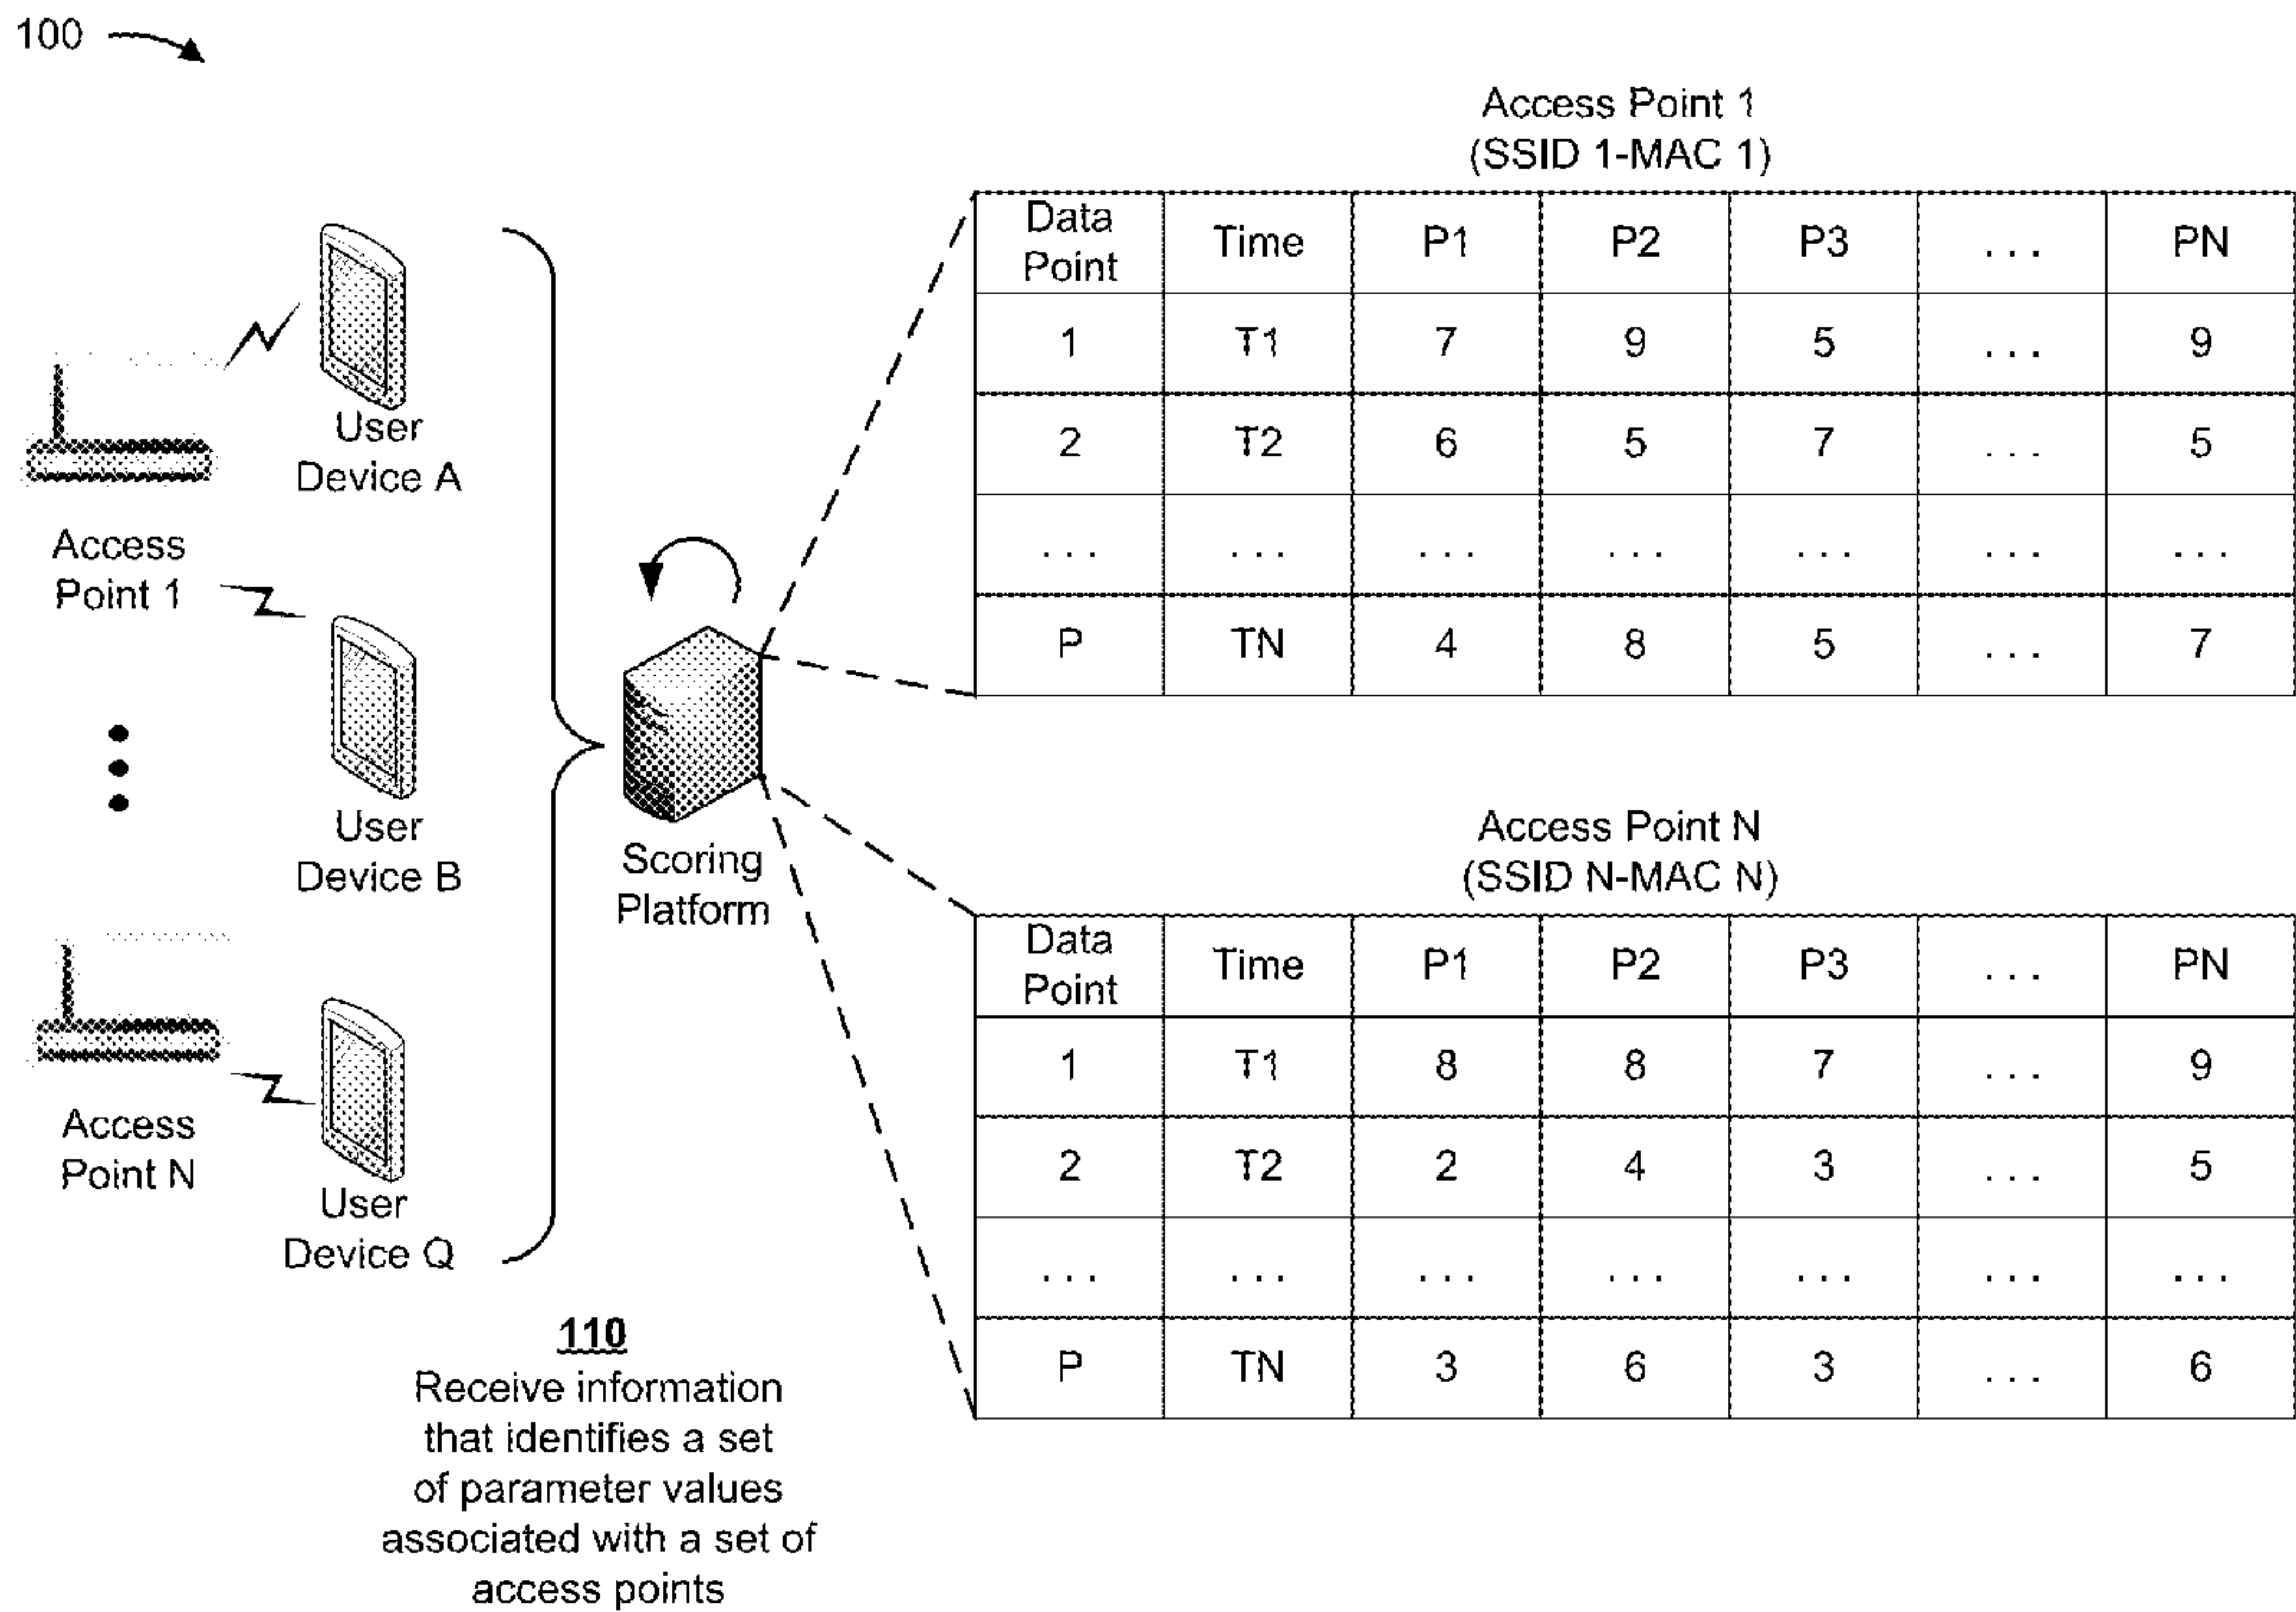 100
Access Point 1
(SSID 1-MAC 1)
Data Point Time P1 P2 P3 ... PN
1 T1 7 9 5 ... 9
2 T2 6 5 7 ... 5
... ... ... ... ... ... ...
P TN 4 8 5 ... 7
User
Device A
Access
Point 1
User
Device B
Scoring
Platform
Access
Point N
User
Device Q
Access Point N
(SSID N-MAC N)
Data Point Time P1 P2 P3 ... PN
1 T1 8 8 7 ... 9
2 T2 2 4 3 ... 5
... ... ... ... ... ... ...
P TN 3 6 3 ... 6
110
Receive information
that identifies a set
of parameter values
associated with a set of
access points